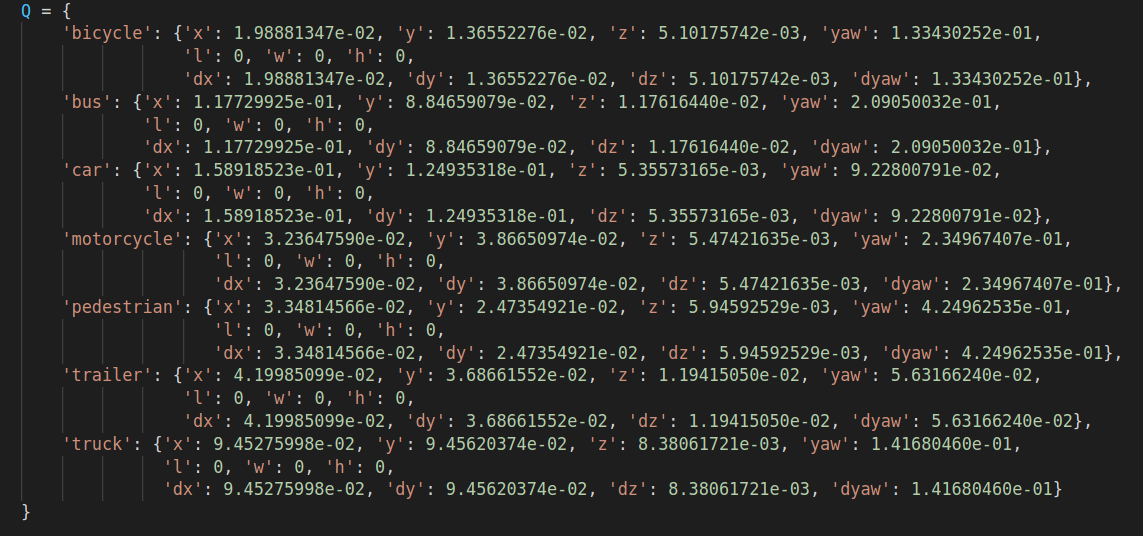 Q = {
'bicycle': {'x': 1.98881347e-02, 'y': 1.36552276e-02, 'z': 5.10175742e-03, 'yaw': 1.33430252e-01,
'l': 0, 'w': 0, 'h': 0,
'dx': 1.98881347e-02, 'dy': 1.36552276e-02, 'dz': 5.10175742e-03, 'dyaw': 1.33430252e-01},
'bus': {'x': 1.17729925e-01, 'y': 8.84659079e-02, 'z': 1.17616440e-02, 'yaw': 2.09050032e-01,
'l': 0, 'w': 0, 'h': 0,
'dx': 1.17729925e-01, 'dy': 8.84659079e-02, 'dz': 1.17616440e-02, 'dyaw': 2.09050032e-01},
'car': {'x': 1.58918523e-01, 'y': 1.24935318e-01, 'z': 5.35573165e-03, 'yaw': 9.22800791e-02,
'l': 0, 'w': 0, 'h': 0,
'dx': 1.58918523e-01, 'dy': 1.24935318e-01, 'dz': 5.35573165e-03, 'dyaw': 9.22800791e-02},
'motorcycle': {'x': 3.23647590e-02, 'y': 3.86650974e-02, 'z': 5.47421635e-03, 'yaw': 2.34967407e-01,
'l': 0, 'w': 0, 'h': 0,
'dx': 3.23647590e-02, 'dy': 3.86650974e-02, 'dz': 5.47421635e-03, 'dyaw': 2.34967407e-01},
'pedestrian': {'x': 3.34814566e-02, 'y': 2.47354921e-02, 'z': 5.94592529e-03, 'yaw': 4.24962535e-01,
'l': 0, 'w': 0, 'h': 0,
'dx': 3.34814566e-02, 'dy': 2.47354921e-02, 'dz': 5.94592529e-03, 'dyaw': 4.24962535e-01},
'trailer': {'x': 4.19985099e-02, 'y': 3.68661552e-02, 'z': 1.19415050e-02, 'yaw': 5.63166240e-02,
'l': 0, 'w': 0, 'h': 0,
'dx': 4.19985099e-02, 'dy': 3.68661552e-02, 'dz': 1.19415050e-02, 'dyaw': 5.63166240e-02},
'truck': {'x': 9.45275998e-02, 'y': 9.45620374e-02, 'z': 8.38061721e-03, 'yaw': 1.41680460e-01,
'l': 0, 'w': 0, 'h': 0,
'dx': 9.45275998e-02, 'dy': 9.45620374e-02, 'dz': 8.38061721e-03, 'dyaw': 1.41680460e-01}
}